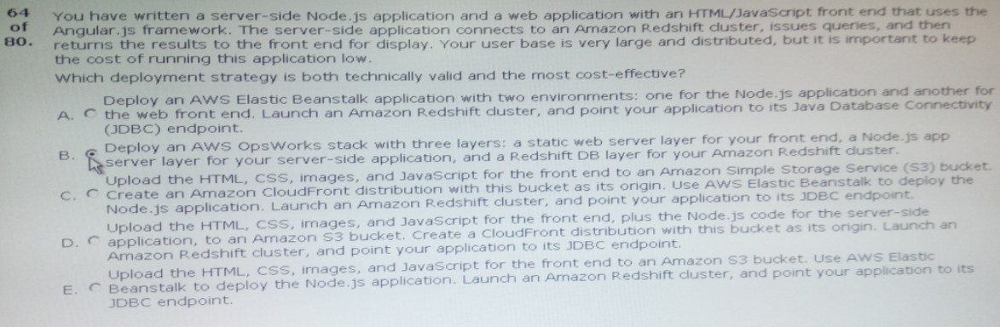 64 of 80.
You have written a server-side Node.js application and a web application with an HTML/JavaScript front end that uses the
Angular.js framework. The server-side application connects to an Amazon Redshift cluster, issues queries, and then
returns the results to the front end for display. Your user base is very large and distributed, but it is important to keep
the cost of running this application low.
Which deployment strategy is both technically valid and the most cost-effective?
Deploy an AWS Elastic Beanstalk application with two environments: one for the Node.js application and another for
A. the web front end. Launch an Amazon Redshift cluster, and point your application to its Java Database Connectivity
(JDBC) endpoint.
Deploy an AWS OpsWorks stack with three layers: a static web server layer for your front end, a Node.js app
B. server layer for your server-side application, and a Redshift DB layer for your Amazon Redshift cluster.
Upload the HTML, CSS, images, and JavaScript for the front end to an Amazon Simple Storage Service (S3) bucket.
C. Create an Amazon CloudFront distribution with this bucket as its origin. Use AWS Elastic Beanstalk to deploy the
Node.js application. Launch an Amazon Redshift cluster, and point your application to its JDBC endpoint.
Upload the HTML, CSS, images, and JavaScript for the front end, plus the Node.js code for the server-side
D. application, to an Amazon S3 bucket. Create a CloudFront distribution with this bucket as its origin. Launch an
Amazon Redshift cluster, and point your application to its JDBC endpoint.
Upload the HTML, CSS, images, and JavaScript for the front end to an Amazon S3 bucket. Use AWS Elastic
E. Beanstalk to deploy the Node.js application. Launch an Amazon Redshift cluster, and point your application to its
JDBC endpoint.